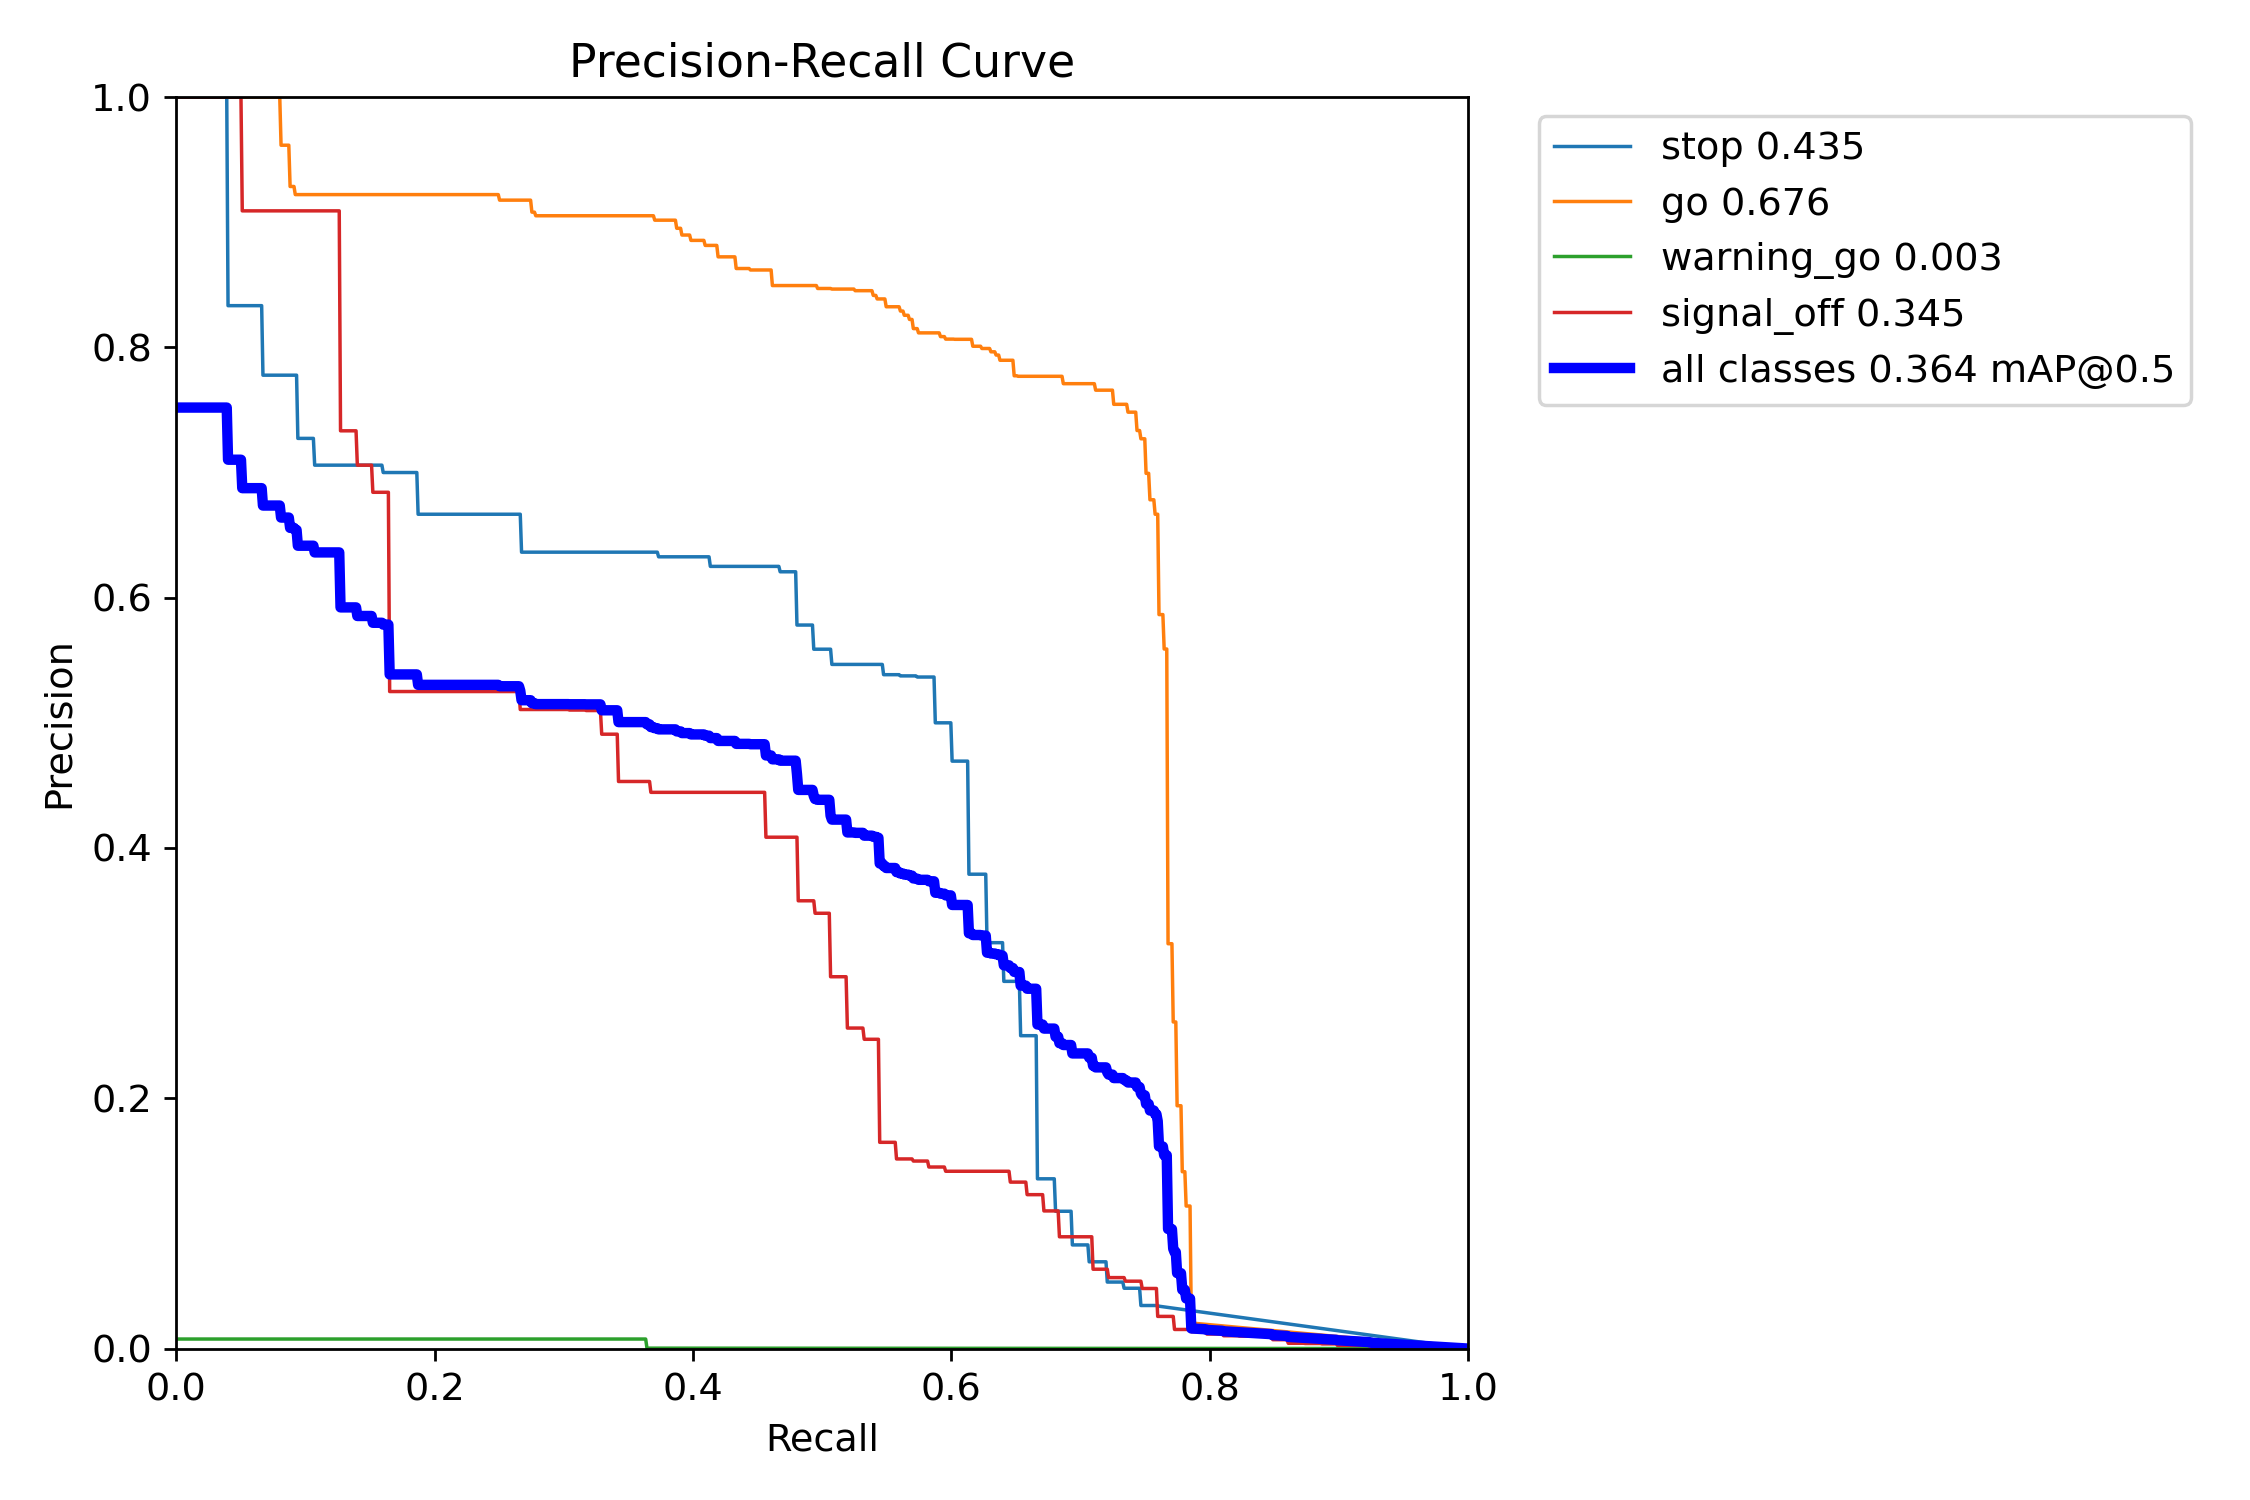 Precision-Recall Curve
1.0
0.8
0.6
0.4
0.2
0.0
Precision
0.0 0.2 0.4 0.6 0.8 1.0
Recall
stop 0.435
go 0.676
warning_go 0.003
signal_off 0.345
all classes 0.364 mAP@0.5